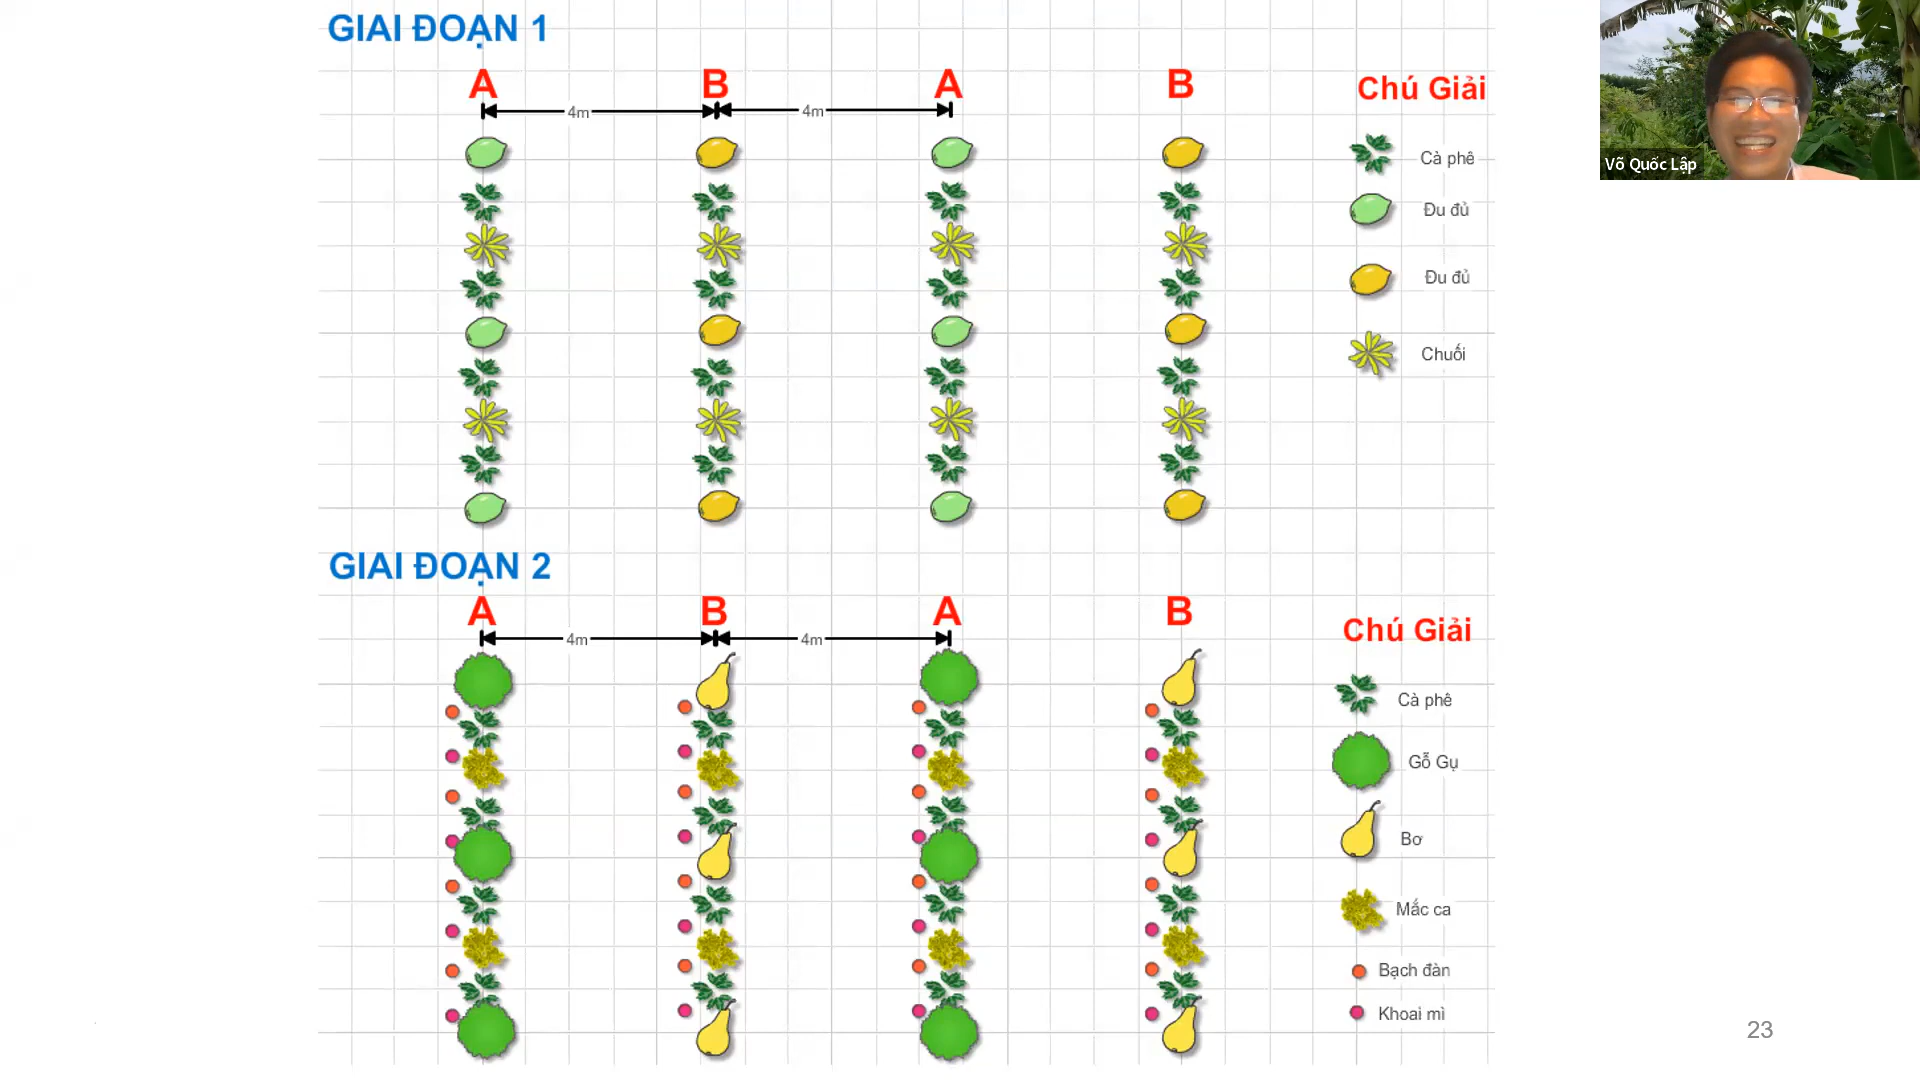 GIAI ĐOẠN 1
A B A B
4m 4m
Chú Giải
Cà phê
Đu đủ
Đu đủ
Chuối
Võ Quốc Lập
GIAI ĐOẠN 2
A B A B
4m 4m
Chú Giải
Cà phê
Gỗ Gụ
Bơ
Mắc ca
Bạch đàn
Khoai mì
23